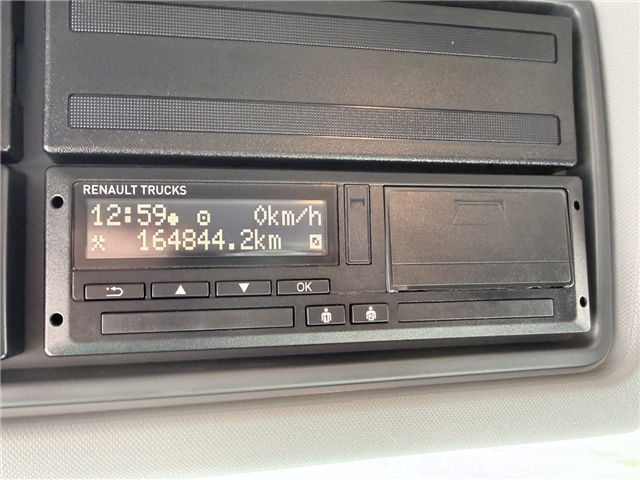 RENAULT TRUCKS
12:59 0km/h
164844.2km
OK
1 2